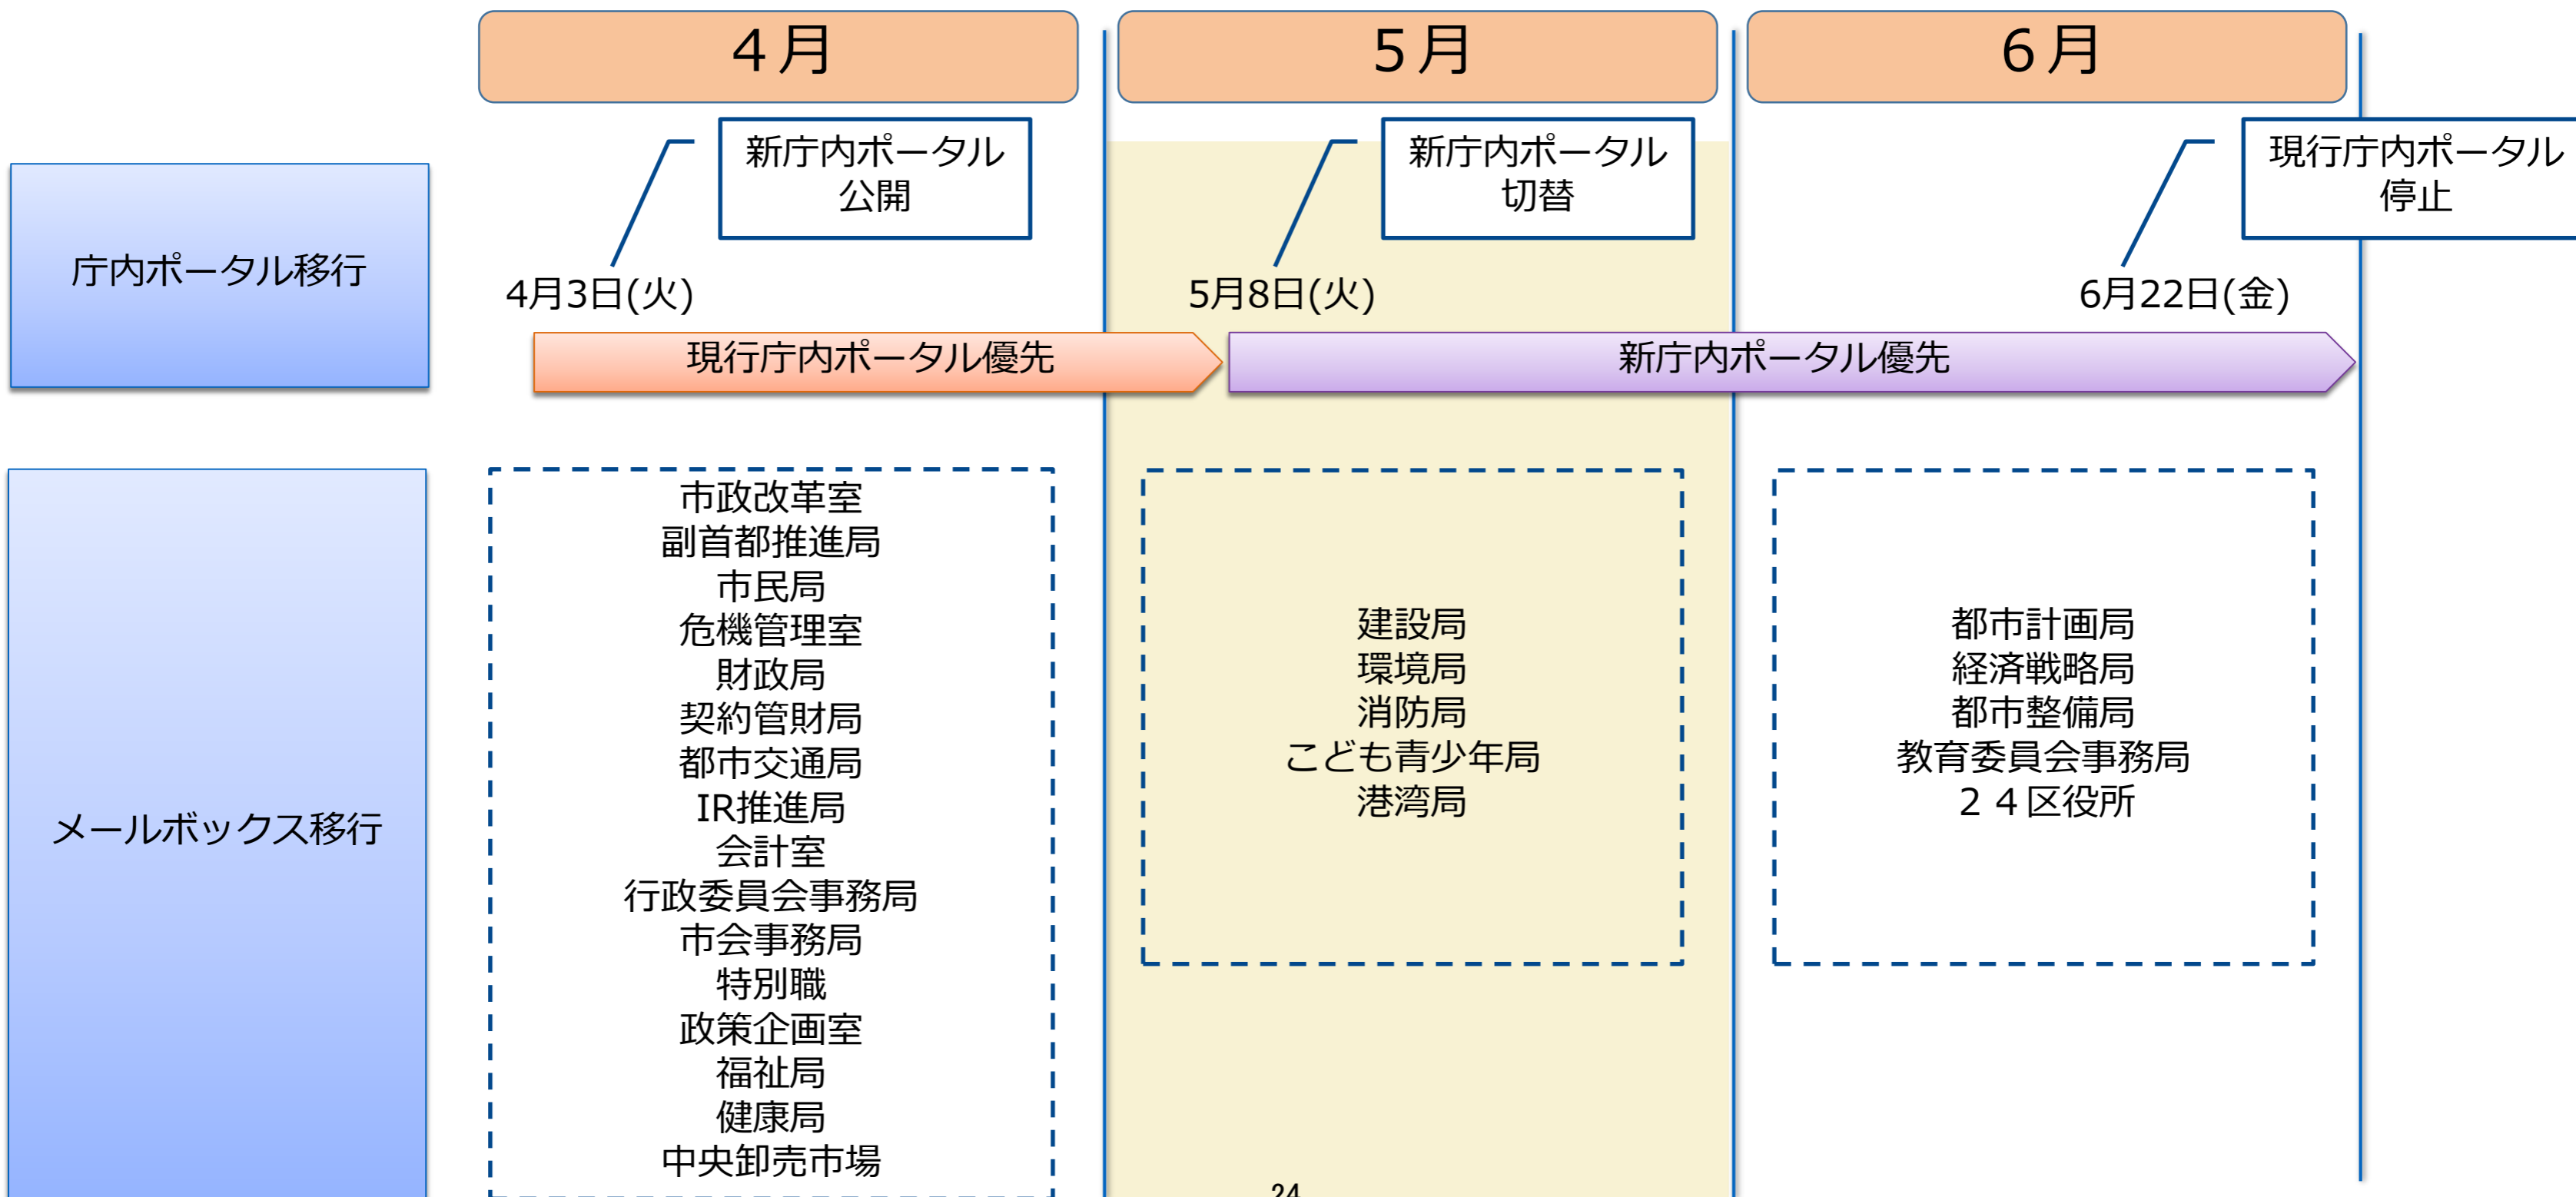 ４月
５月
６月
新庁内ポータル
公開
新庁内ポータル
切替
現行庁内ポータル
停止
庁内ポータル移行
4月3日(火)
5月8日(火)
6月22日(金)
現行庁内ポータル優先
新庁内ポータル優先
メールボックス移行
市政改革室
副首都推進局
市民局
危機管理室
財政局
契約管財局
都市交通局
IR推進局
会計室
行政委員会事務局
市会事務局
特別職
政策企画室
福祉局
健康局
中央卸売市場
建設局
環境局
消防局
こども青少年局
港湾局
都市計画局
経済戦略局
都市整備局
教育委員会事務局
２４区役所
24